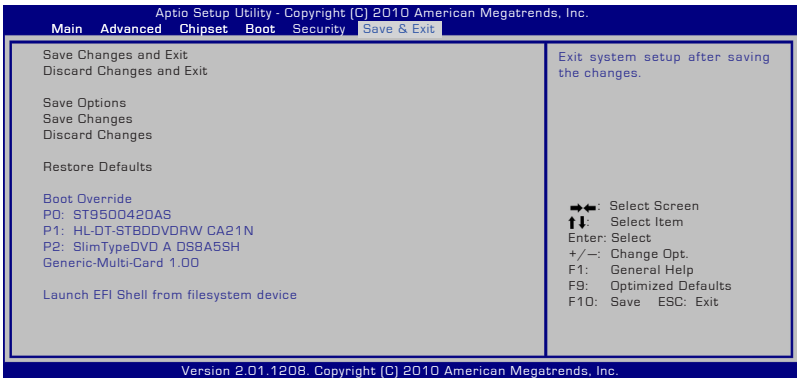 Aptio Setup Utility - Copyright (C) 2010 American Megatrends, Inc.
Main Advanced Chipset Boot Security Save & Exit
Save Changes and Exit
Discard Changes and Exit
Save Options
Save Changes
Discard Changes
Restore Defaults
Boot Override
P0: ST9500420AS
P1: HL-DT-STBDDVDRW CA21N
P2: SlimTypeDVD A DS8A5SH
Generic-Multi-Card 1.00
Launch EFI Shell from filesystem device
Exit system setup after saving
the changes.
➡⬅: Select Screen
⬆⬇: Select Item
Enter: Select
+/—: Change Opt.
F1: General Help
F9: Optimized Defaults
F10: Save ESC: Exit
Version 2.01.1208. Copyright (C) 2010 American Megatrends, Inc.